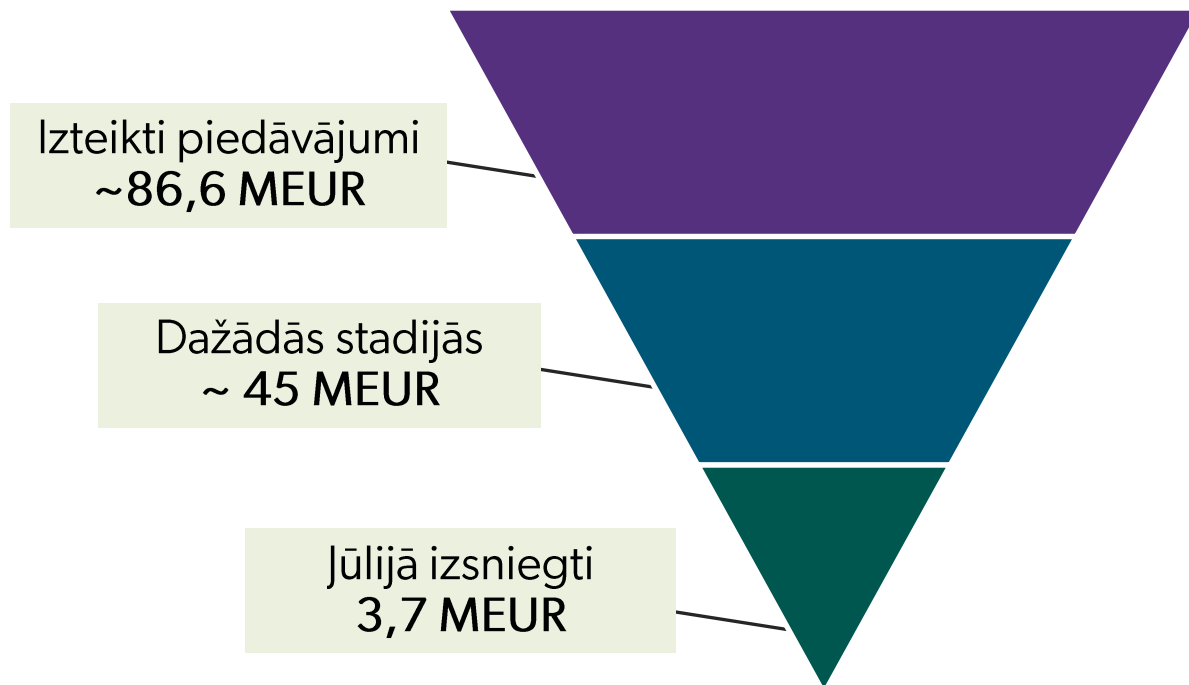 Izteikti piedāvājumi
~86,6 MEUR
Dažādās stadijās
~ 45 MEUR
Jūlijā izsniegti
3,7 MEUR